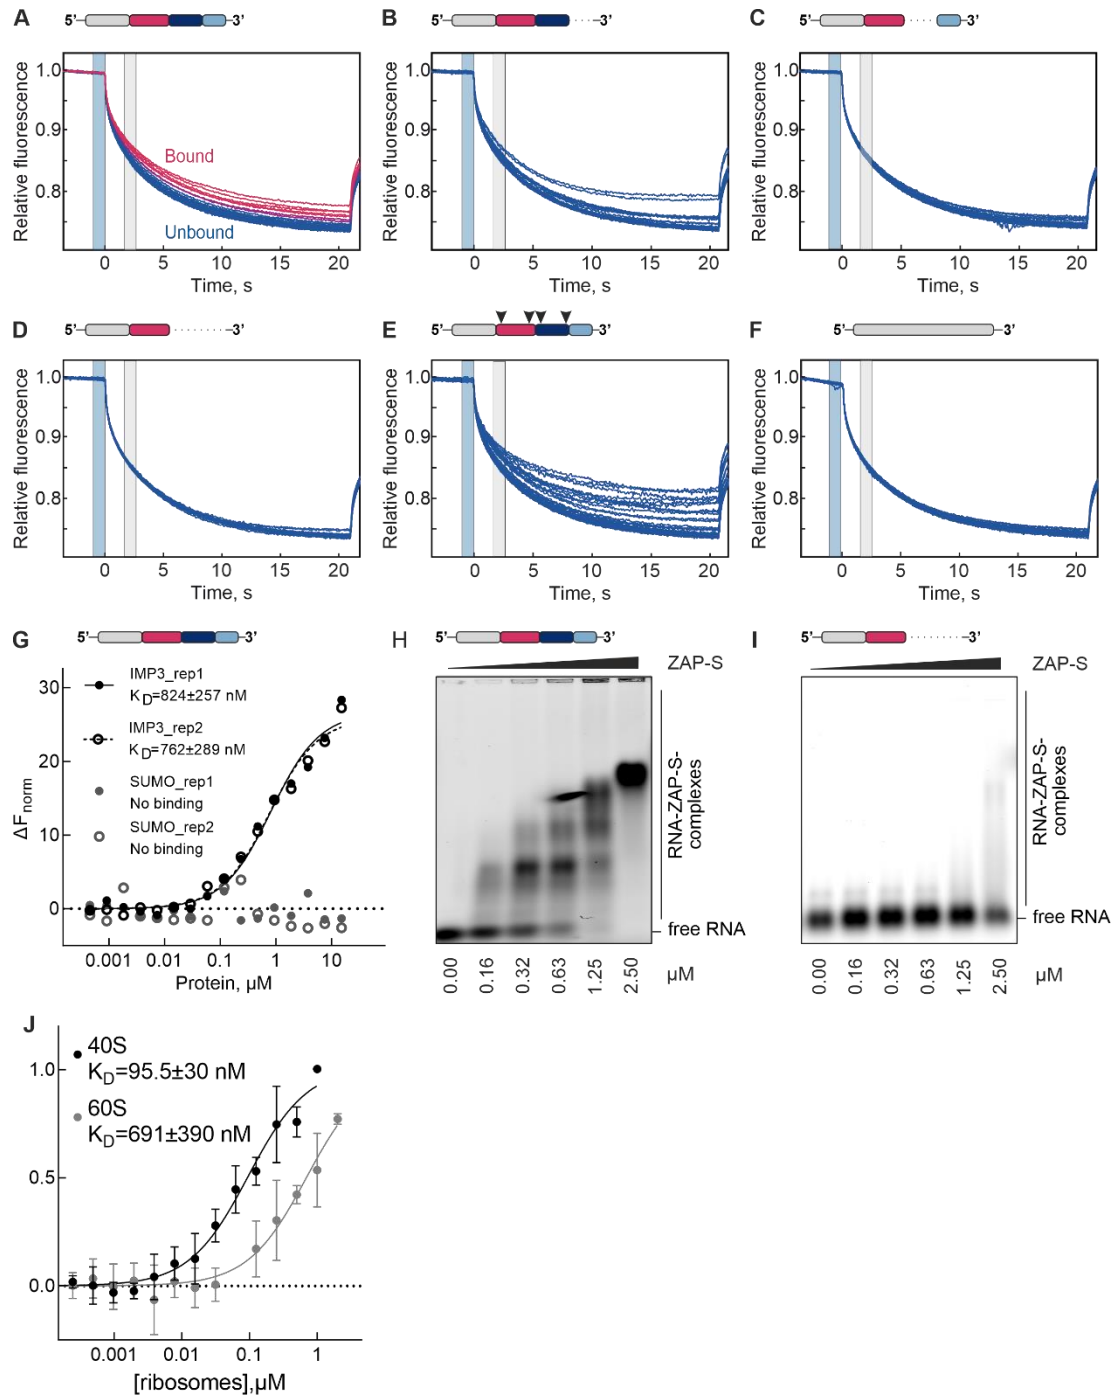 A 5' 3'
B 5' 3'
C 5' 3'
Relative fluorescence
1.0
0.9
0.8
Bound
Unbound
0 5 10 15 20
Time, s
Relative fluorescence
1.0
0.9
0.8
0 5 10 15 20
Time, s
Relative fluorescence
1.0
0.9
0.8
0 5 10 15 20
Time, s
D 5' 3'
E 5' 3'
F 5' 3'
Relative fluorescence
1.0
0.9
0.8
0 5 10 15 20
Time, s
Relative fluorescence
1.0
0.9
0.8
0 5 10 15 20
Time, s
Relative fluorescence
1.0
0.9
0.8
0 5 10 15 20
Time, s
G 5' 3'
ΔFnorm
30
20
10
0
IMP3_rep1
KD=824±257 nM
IMP3_rep2
KD=762±289 nM
SUMO_rep1
No binding
SUMO_rep2
No binding
0.001 0.01 0.1 1 10
Protein, µM
H 5' 3'
ZAP-S
RNA-ZAP-S-
complexes
free RNA
0.00 0.16 0.32 0.63 1.25 2.50 µM
I 5' 3'
ZAP-S
RNA-ZAP-S-
complexes
free RNA
0.00 0.16 0.32 0.63 1.25 2.50 µM
J
40S
KD=95.5±30 nM
60S
KD=691±390 nM
1.0
0.5
0.0
0.001 0.01 0.1 1
[ribosomes],µM